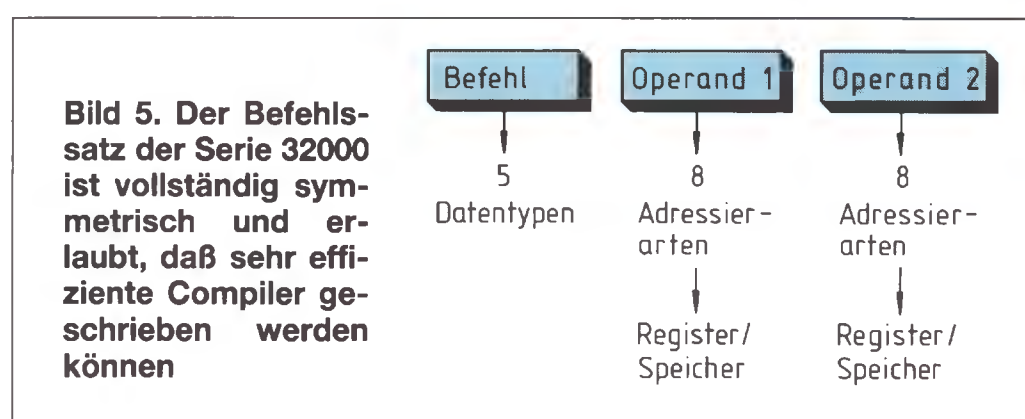 Bild 5. Der Befehls-
satz der Serie 32000
ist vollständig sym-
metrisch und er-
laubt, daß sehr effi-
ziente Compiler ge-
schrieben werden
können
Befehl
Operand 1
Operand 2
5
8
8
Datentypen
Adressier-
arten
Adressier-
arten
Register/
Speicher
Register/
Speicher